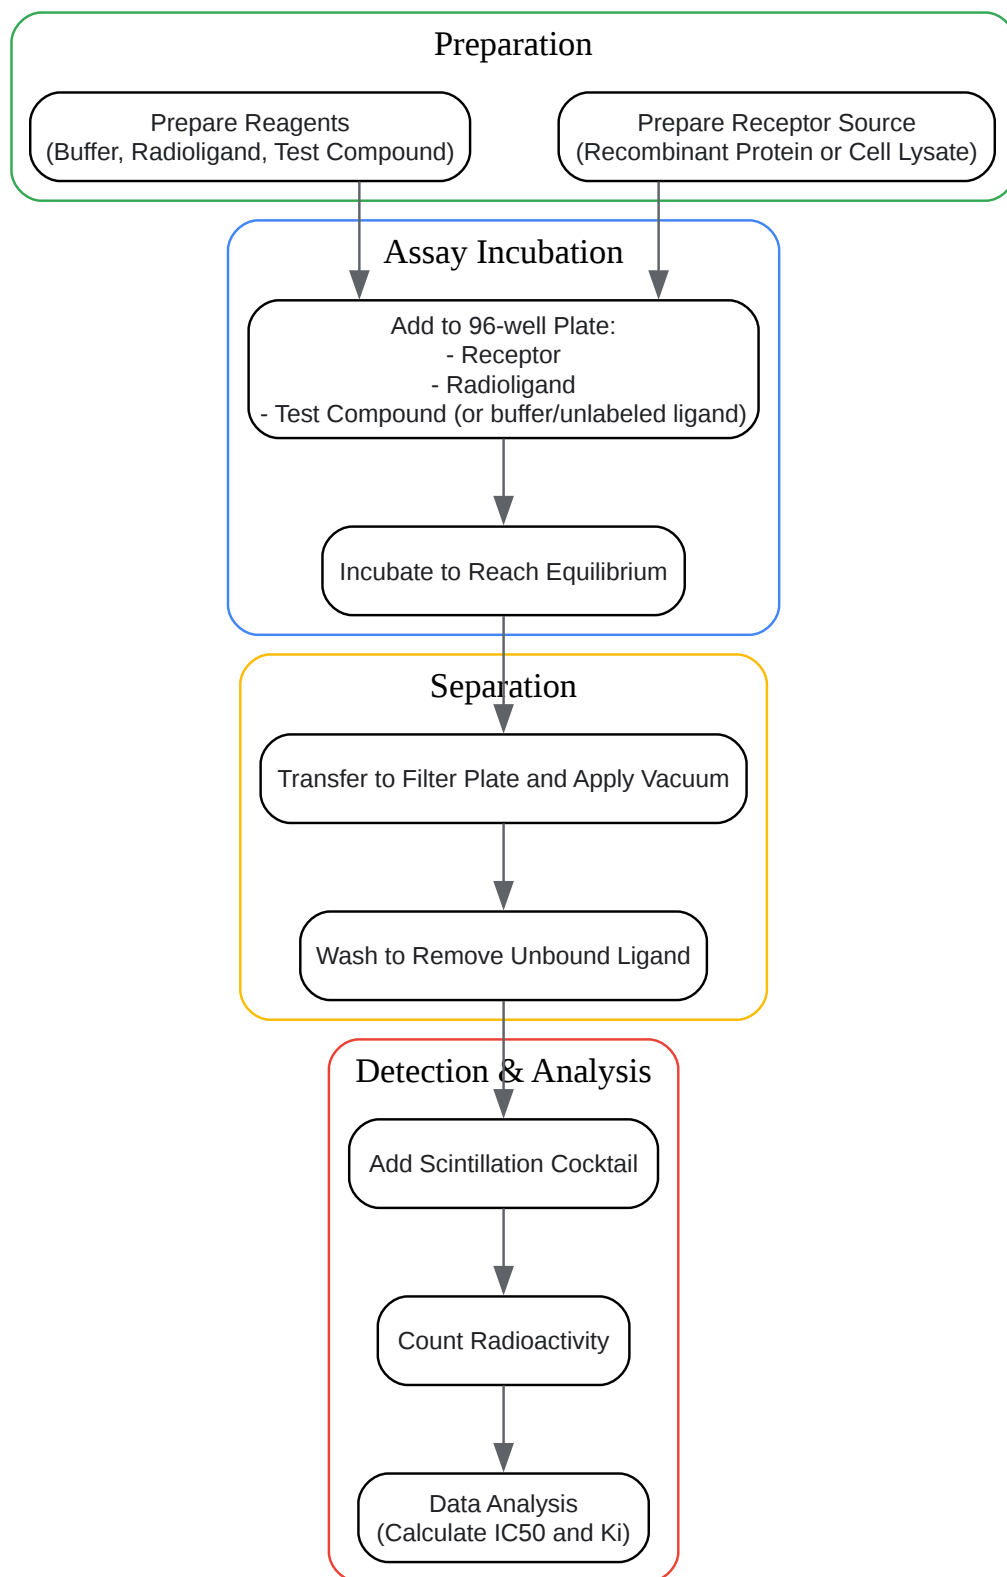 Preparation
Prepare Reagents
(Buffer, Radioligand, Test Compound)
Prepare Receptor Source
(Recombinant Protein or Cell Lysate)
Assay Incubation
Add to 96-well Plate:
- Receptor
- Radioligand
- Test Compound (or buffer/unlabeled ligand)
Incubate to Reach Equilibrium
Separation
Transfer to Filter Plate and Apply Vacuum
Wash to Remove Unbound Ligand
Detection & Analysis
Add Scintillation Cocktail
Count Radioactivity
Data Analysis
(Calculate IC50 and Ki)